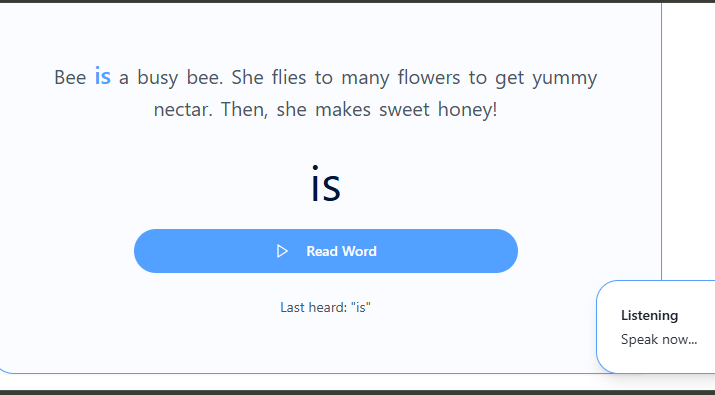 Bee is a busy bee. She flies to many flowers to get yummy
nectar. Then, she makes sweet honey!
is
Read Word
Last heard: "is"
Listening
Speak now...